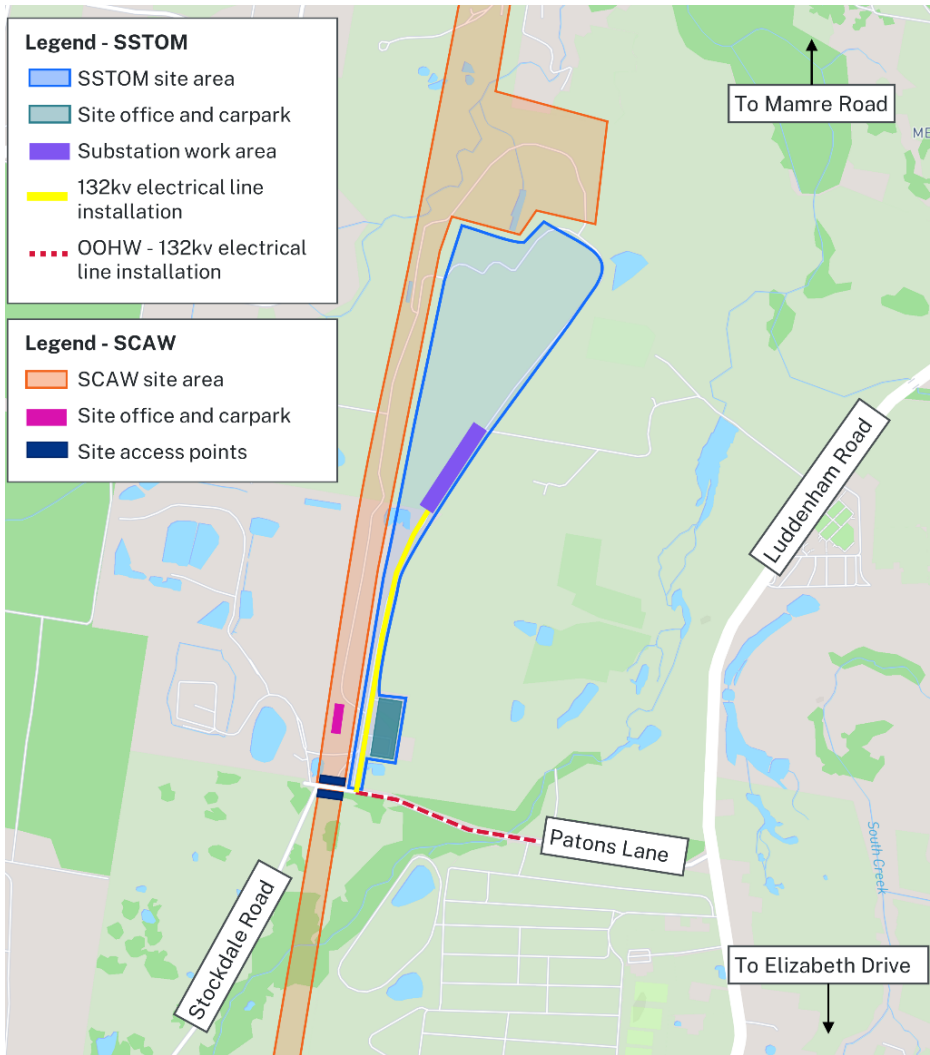 Legend - SSTOM
SSTOM site area
Site office and carpark
Substation work area
132kv electrical line
installation
OOHW - 132kv electrical
line installation
Legend - SCAW
SCAW site area
Site office and carpark
Site access points
To Mamre Road
ME
Luddenham Road
Patons Lane
Stockdale Road
South Creek
To Elizabeth Drive